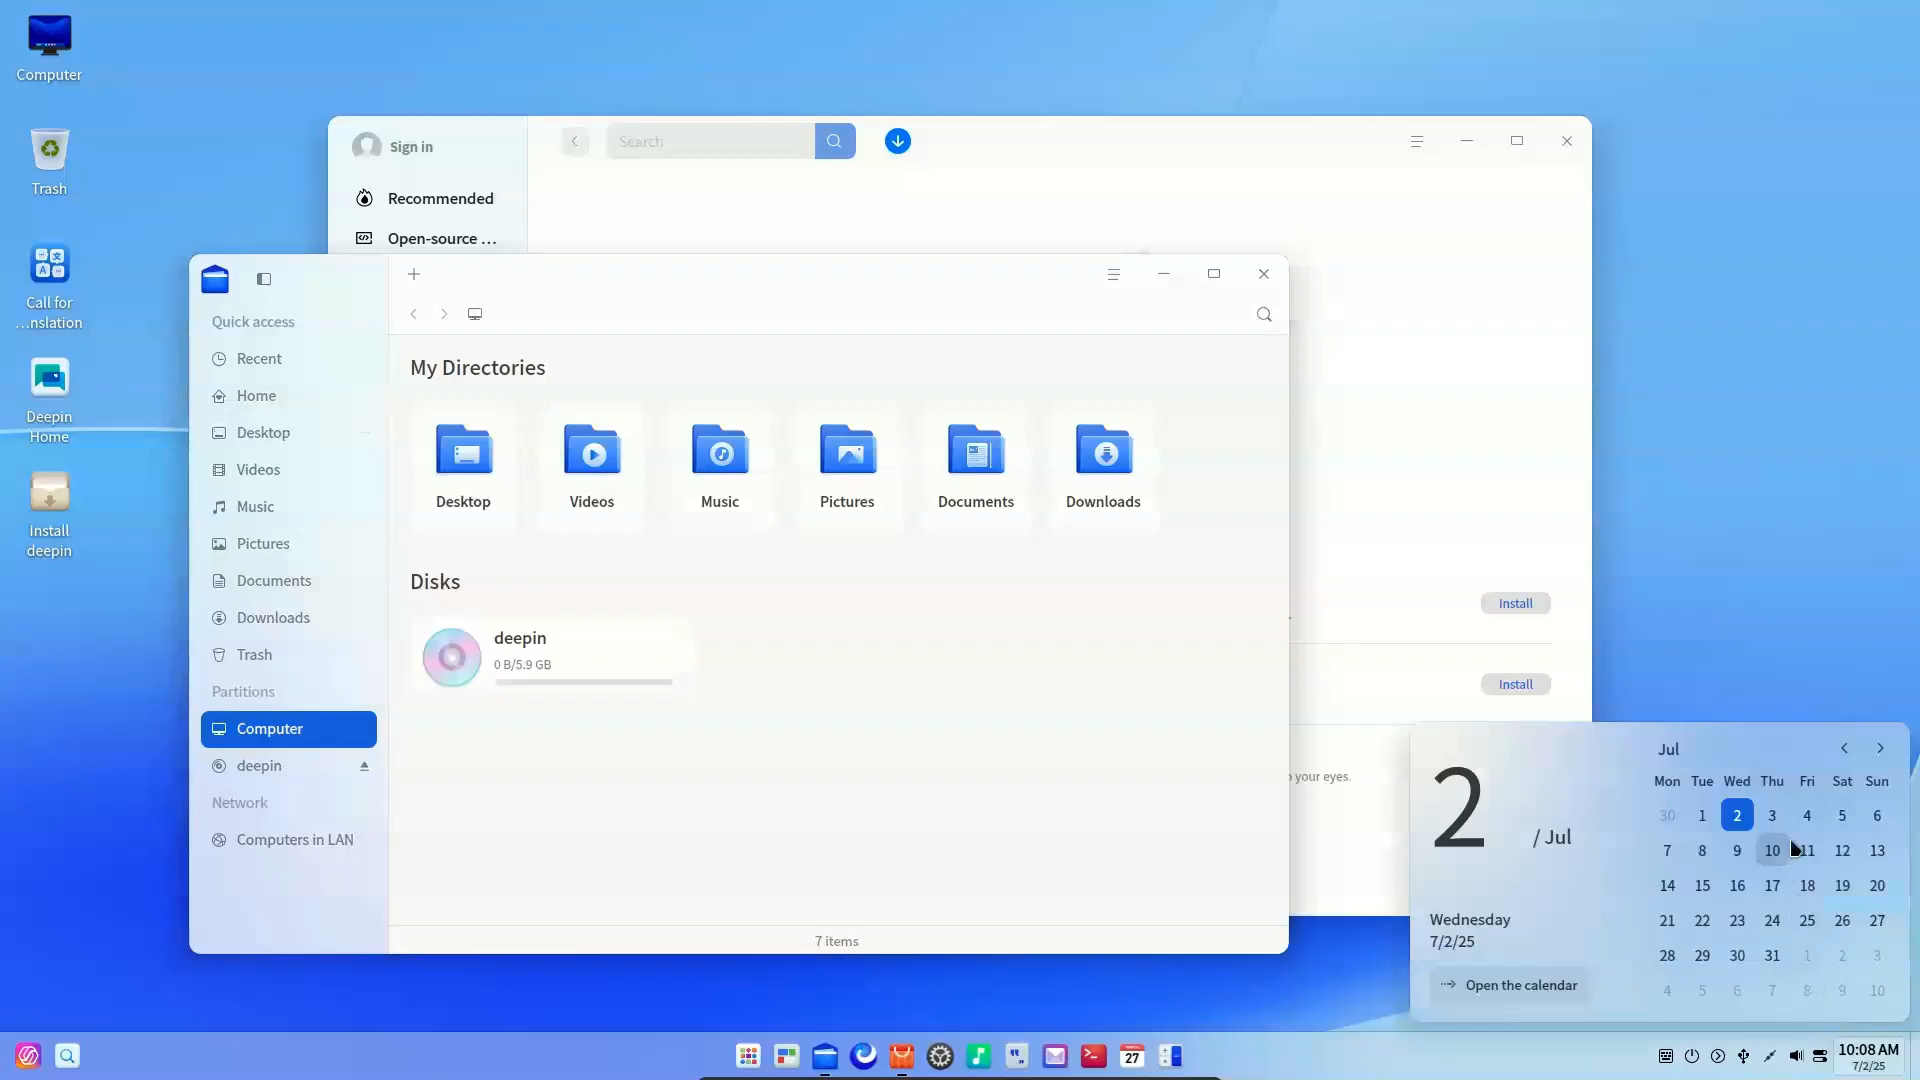 Computer
Trash
Call for
...nslation
Deepin
Home
Install
deepin
Sign in
Search
Recommended
Open-source ...
Quick access
Recent
Home
Desktop
Videos
Music
Pictures
Documents
Downloads
Trash
Partitions
Computer
deepin
Network
Computers in LAN
My Directories
Desktop Videos Music Pictures Documents Downloads
Disks
deepin
0 B/5.9 GB
7 items
Install
Install
your eyes.
2 / Jul
Wednesday
7/2/25
Open the calendar
Jul
Mon Tue Wed Thu Fri Sat Sun
30 1 2 3 4 5 6
7 8 9 10 11 12 13
14 15 16 17 18 19 20
21 22 23 24 25 26 27
28 29 30 31 1 2 3
4 5 6 7 8 9 10
27
10:08 AM
7/2/25